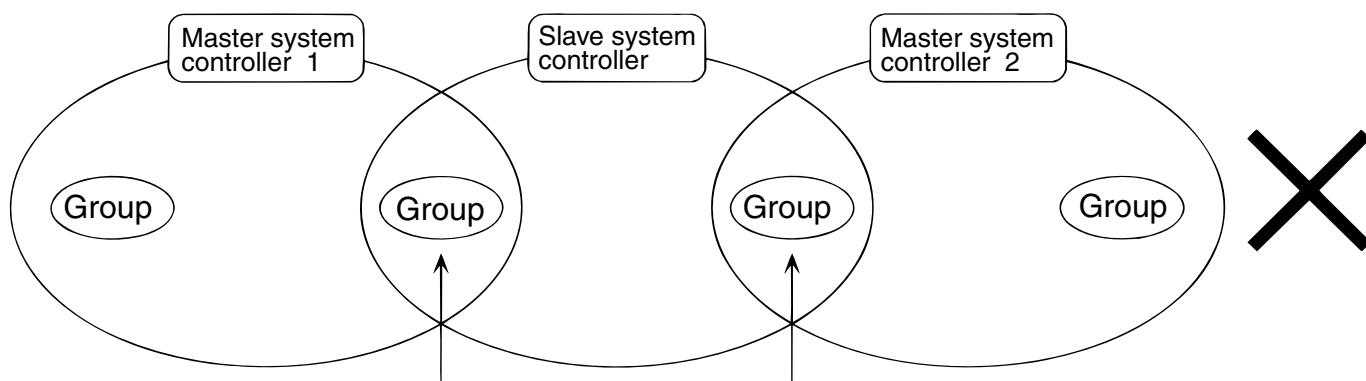 Master system
controller 1
Slave system
controller
Master system
controller 2
Group
Group
Group
Group